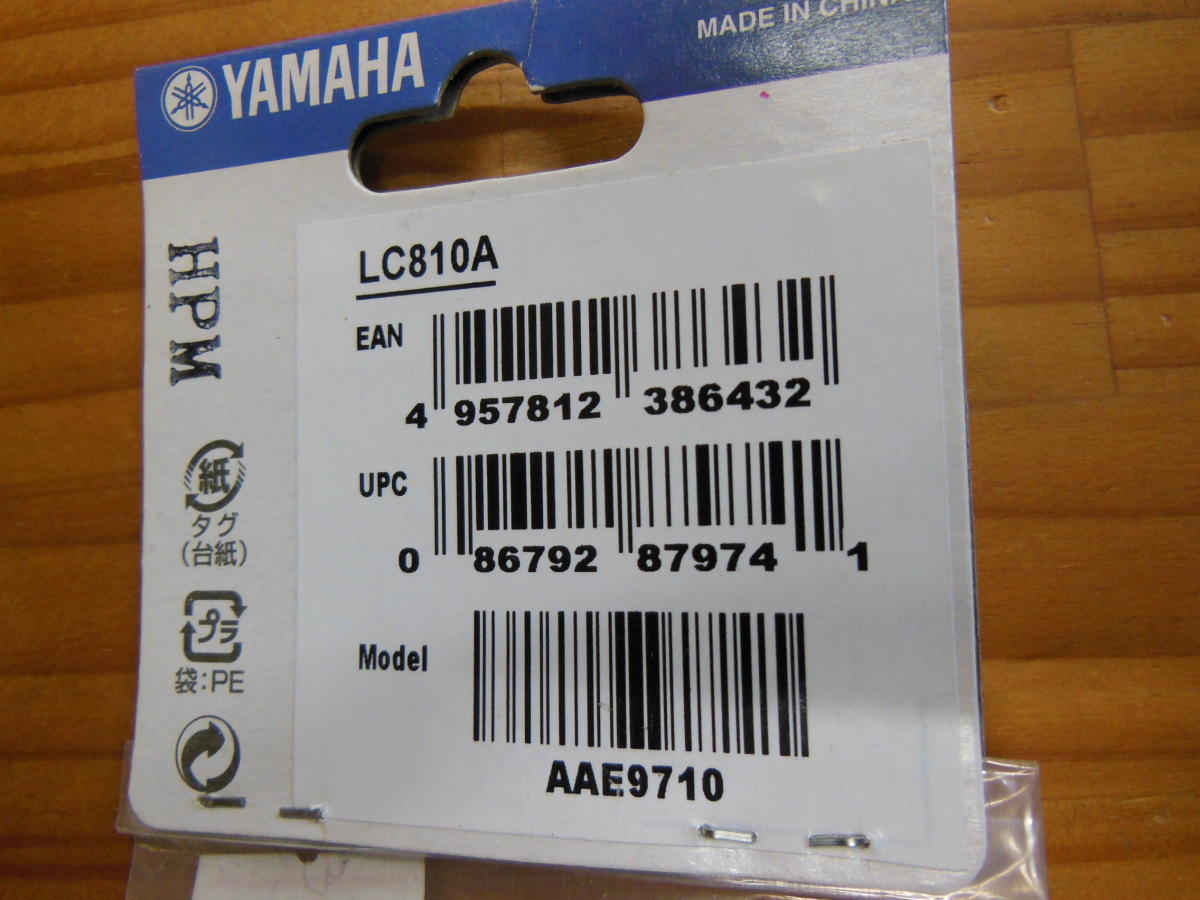 YAMAHA
MADE IN CHINA
HPM
紙
タグ
(台紙)
プラ
袋:PE
LC810A
EAN
4 957812 386432
UPC
0 86792 87974 1
Model
AAE9710